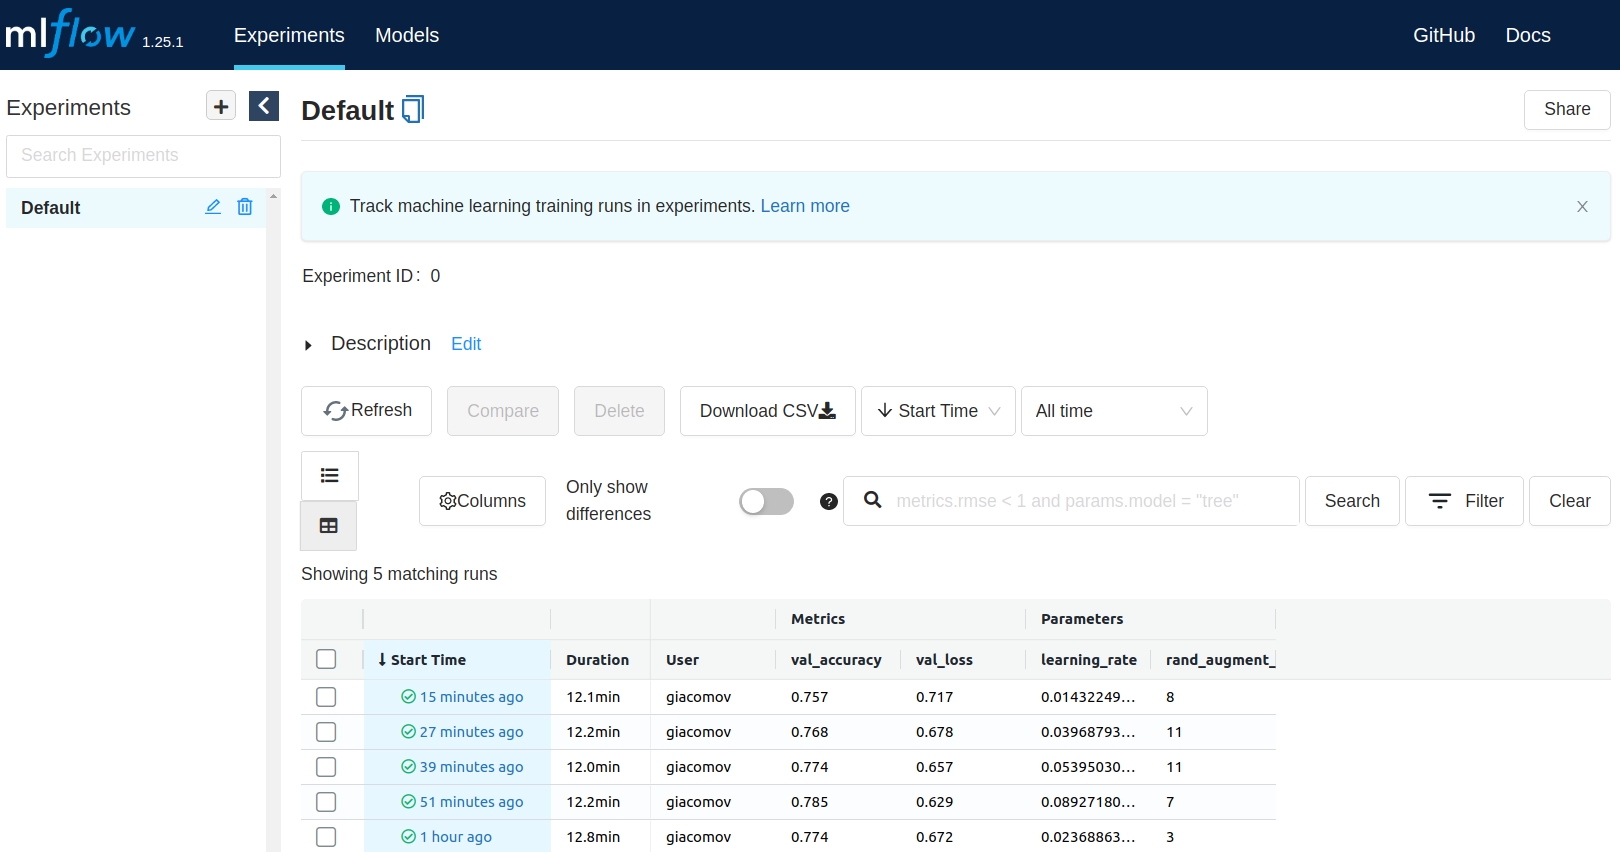 mlflow 1.25.1 Experiments Models GitHub Docs
Experiments
Default
Share
Search Experiments
Default
Track machine learning training runs in experiments. Learn more
Experiment ID: 0
Description Edit
Refresh Compare Delete Download CSV Start Time All time
Columns
Only show
differences
metrics.rmse < 1 and params.model = "tree"
Search Filter Clear
Showing 5 matching runs
Metrics Parameters
Start Time Duration User val_accuracy val_loss learning_rate rand_augment_
15 minutes ago 12.1min giacomov 0.757 0.717 0.01432249... 8
27 minutes ago 12.2min giacomov 0.768 0.678 0.03968793... 11
39 minutes ago 12.0min giacomov 0.774 0.657 0.05395030... 11
51 minutes ago 12.2min giacomov 0.785 0.629 0.08927180... 7
1 hour ago 12.8min giacomov 0.774 0.672 0.02368863... 3